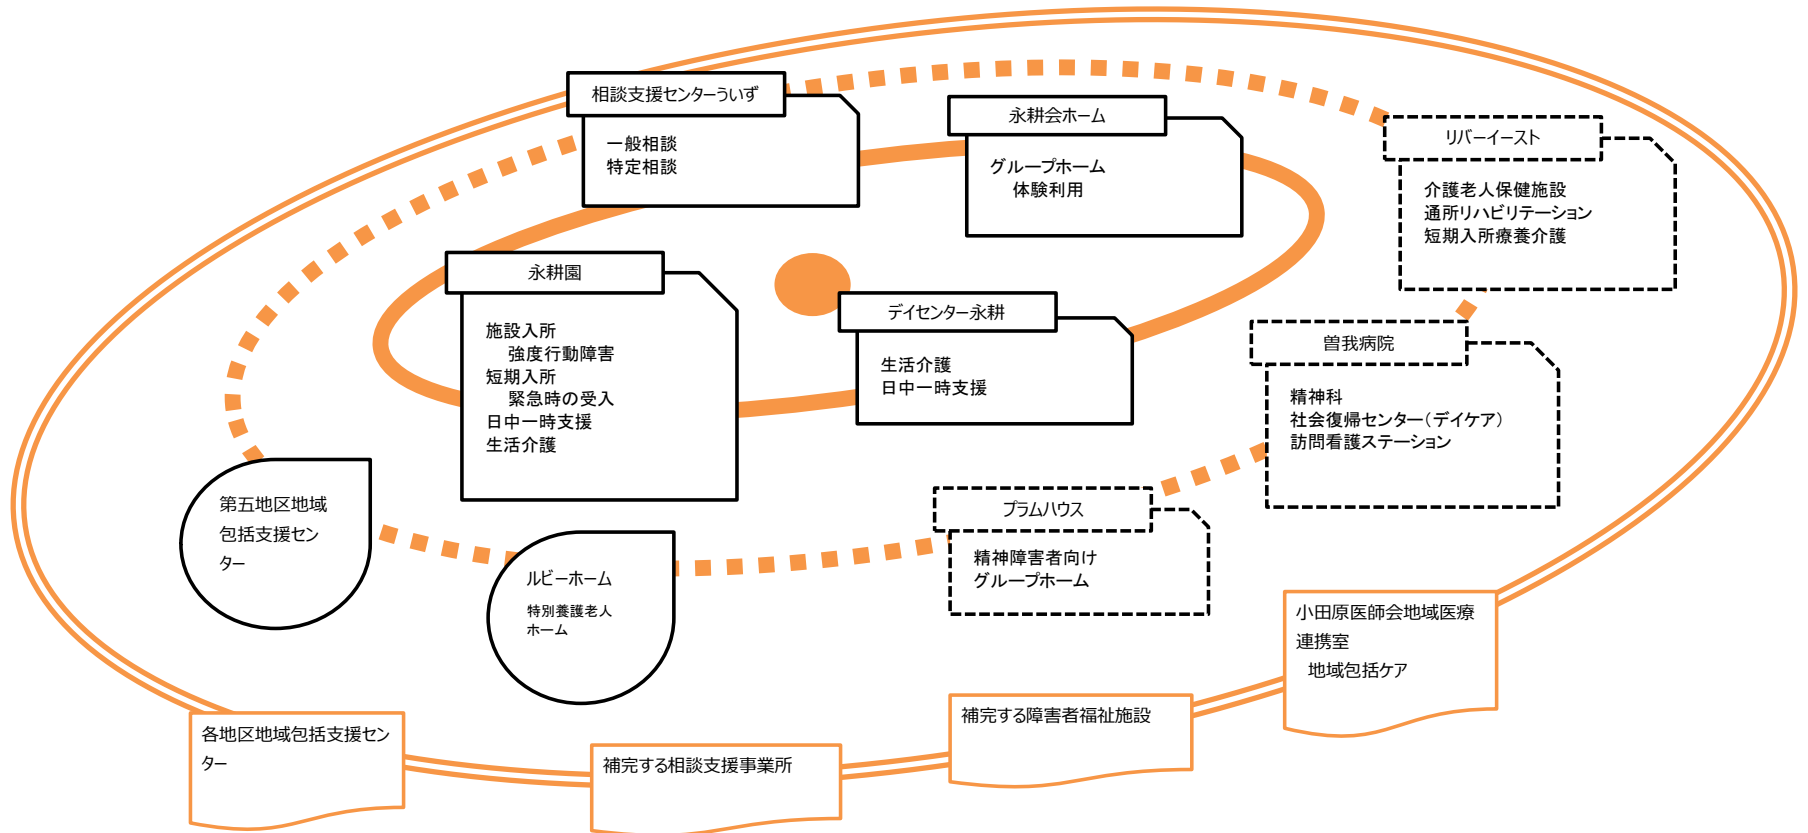 相談支援センターういず
一般相談
特定相談
永耕会ホーム
グループホーム
体験利用
リバーイースト
介護老人保健施設
通所リハビリテーション
短期入所療養介護
永耕園
施設入所
強度行動障害
短期入所
緊急時の受入
日中一時支援
生活介護
デイセンター永耕
生活介護
日中一時支援
曽我病院
精神科
社会復帰センター(デイケア)
訪問看護ステーション
第五地区地域
包括支援セン
ター
ルビーホーム
特別養護老人
ホーム
プラムハウス
精神障害者向け
グループホーム
小田原医師会地域医療
連携室
地域包括ケア
各地区地域包括支援セン
ター
補完する相談支援事業所
補完する障害者福祉施設